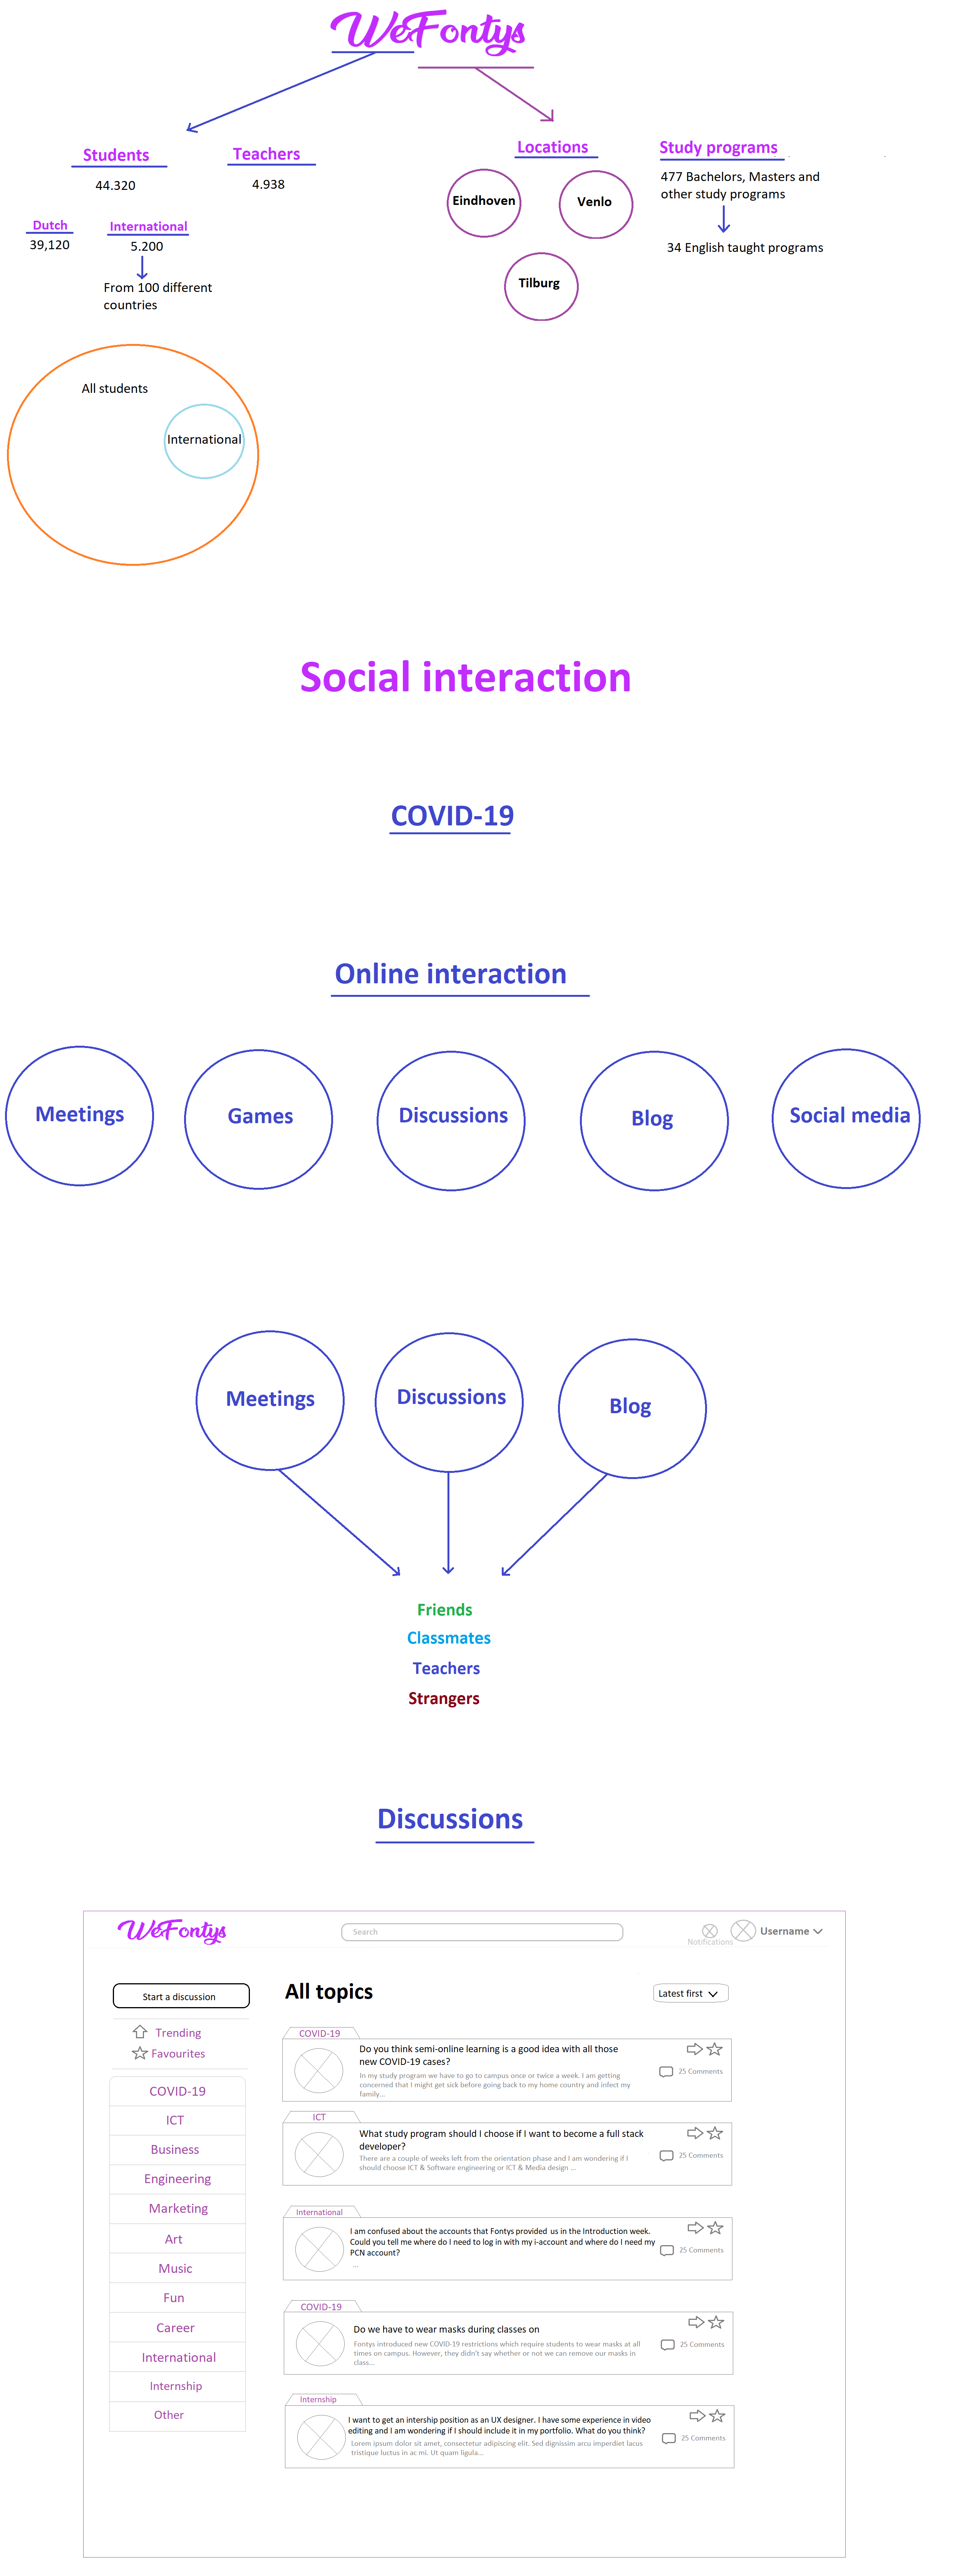 WeFontys
Students
44.320
Teachers
4.938
Dutch
39,120
International
5.200
From 100 different
countries
Locations
Eindhoven
Venlo
Tilburg
Study programs
477 Bachelors, Masters and
other study programs
34 English taught programs
All students
International
Social interaction
COVID-19
Online interaction
Meetings
Games
Discussions
Blog
Social media
Meetings
Discussions
Blog
Friends
Classmates
Teachers
Strangers
Discussions
WeFontys
Search
Notifications
Username
Start a discussion
Trending
Favourites
COVID-19
ICT
Business
Engineering
Marketing
Art
Music
Fun
Career
International
Internship
Other
All topics
Latest first
COVID-19
Do you think semi-online learning is a good idea with all those
new COVID-19 cases?
In my study program we have to go to campus once or twice a week. I am getting
concerned that I might get sick before going back to my home country and infect my
family...
25 Comments
ICT
What study program should I choose if I want to become a full stack
developer?
There are a couple of weeks left from the orientation phase and I am wondering if I
should choose ICT & Software engineering or ICT & Media design ...
25 Comments
International
I am confused about the accounts that Fontys provided us in the Introduction week.
Could you tell me where do I need to log in with my i-account and where do I need my
PCN account?
...
25 Comments
COVID-19
Do we have to wear masks during classes on
Fontys introduced new COVID-19 restrictions which require students to wear masks at all
times on campus. However, they didn't say whether or not we can remove our masks in
class...
25 Comments
Internship
I want to get an intership position as an UX designer. I have some experience in video
editing and I am wondering if I should include it in my portfolio. What do you think?
Lorem ipsum dolor sit amet, consectetur adipiscing elit. Sed dignissim arcu imperdiet lacus
tristique luctus in ac mi. Ut quam ligula...
25 Comments